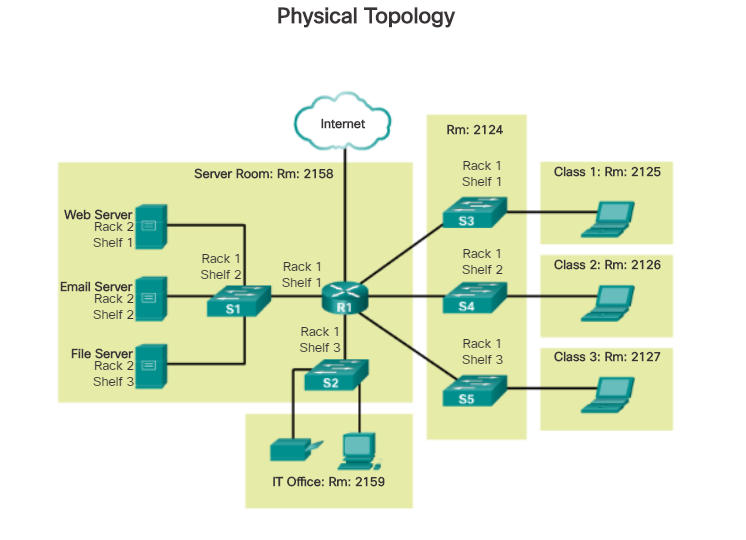 Physical Topology
Internet
Server Room: Rm: 2158
Web Server
Rack 2
Shelf 1
Email Server
Rack 2
Shelf 2
File Server
Rack 2
Shelf 3
Rack 1
Shelf 2
S1
Rack 1
Shelf 1
R1
Rack 1
Shelf 3
S2
IT Office: Rm: 2159
Rm: 2124
Rack 1
Shelf 1
S3
Rack 1
Shelf 2
S4
Rack 1
Shelf 3
S5
Class 1: Rm: 2125
Class 2: Rm: 2126
Class 3: Rm: 2127